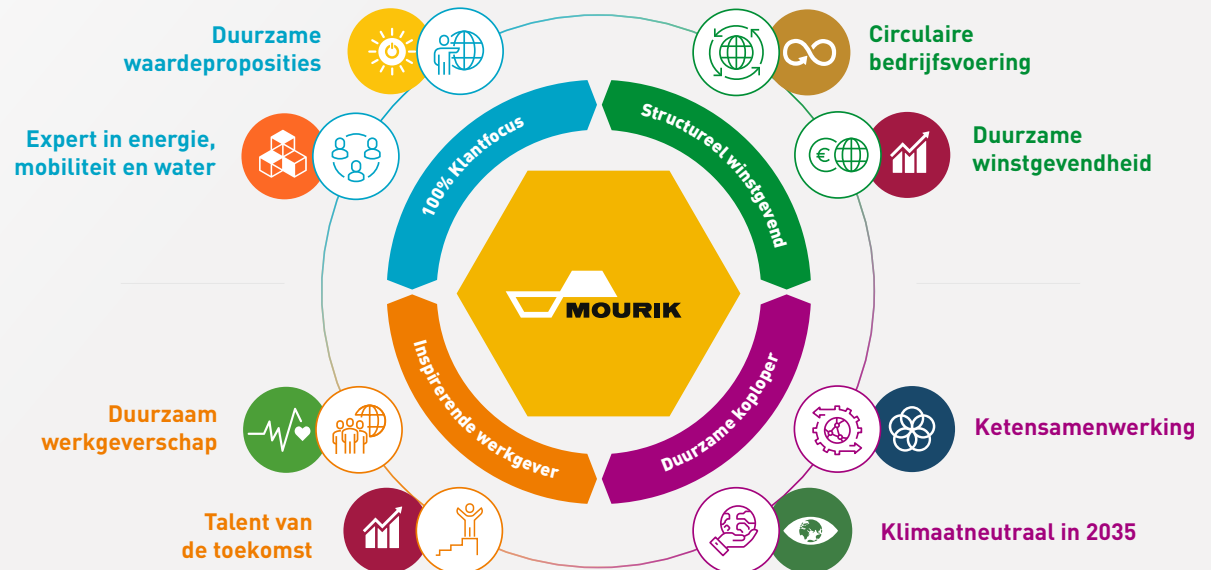 Duurzame
waardeproposities
Circulaire
bedrijfsvoering
Expert in energie,
mobiliteit en water
Duurzame
winstgevendheid
100% Klantfocus
Structureel winstgevend
€
MOURIK
Inspirerende werkgever
Duurzame koploper
Duurzaam
werkgeverschap
Ketensamenwerking
Talent van
de toekomst
Klimaatneutraal in 2035